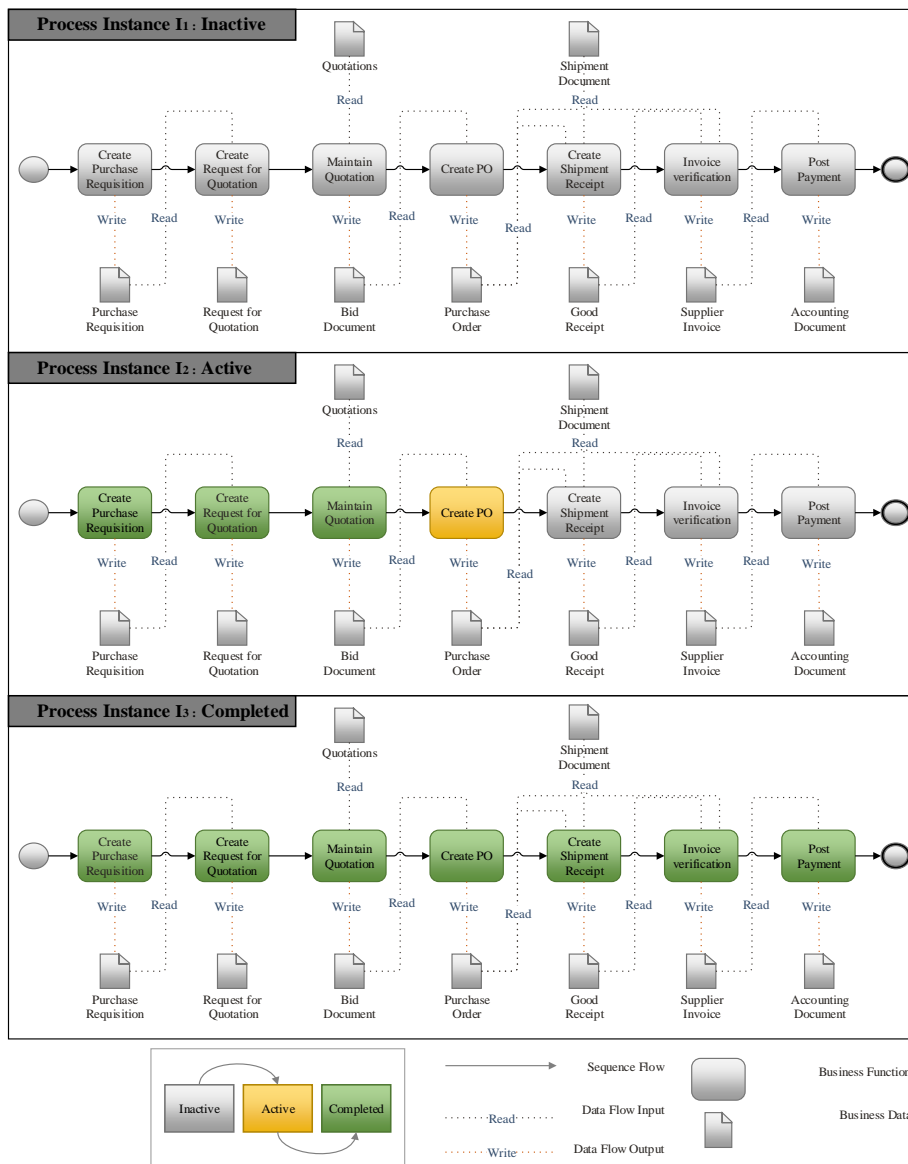 Process Instance I1 : Inactive
Quotations
Shipment
Document
Read
Read
Create
Purchase
Requisition
Create
Request for
Quotation
Maintain
Quotation
Create PO
Create
Shipment
Receipt
Invoice
verification
Post
Payment
Write
Read
Write
Write
Read
Write
Read
Write
Read
Write
Read
Write
Purchase
Requisition
Request for
Quotation
Bid
Document
Purchase
Order
Good
Receipt
Supplier
Invoice
Accounting
Document
Process Instance I2 : Active
Quotations
Shipment
Document
Read
Read
Create
Purchase
Requisition
Create
Request for
Quotation
Maintain
Quotation
Create PO
Create
Shipment
Receipt
Invoice
verification
Post
Payment
Write
Read
Write
Write
Read
Write
Read
Write
Read
Write
Read
Write
Purchase
Requisition
Request for
Quotation
Bid
Document
Purchase
Order
Good
Receipt
Supplier
Invoice
Accounting
Document
Process Instance I3 : Completed
Quotations
Shipment
Document
Read
Read
Create
Purchase
Requisition
Create
Request for
Quotation
Maintain
Quotation
Create PO
Create
Shipment
Receipt
Invoice
verification
Post
Payment
Write
Read
Write
Write
Read
Write
Read
Write
Read
Write
Read
Write
Purchase
Requisition
Request for
Quotation
Bid
Document
Purchase
Order
Good
Receipt
Supplier
Invoice
Accounting
Document
Inactive
Active
Completed
Sequence Flow
Business Function
Read
Data Flow Input
Business Data
Write
Data Flow Output